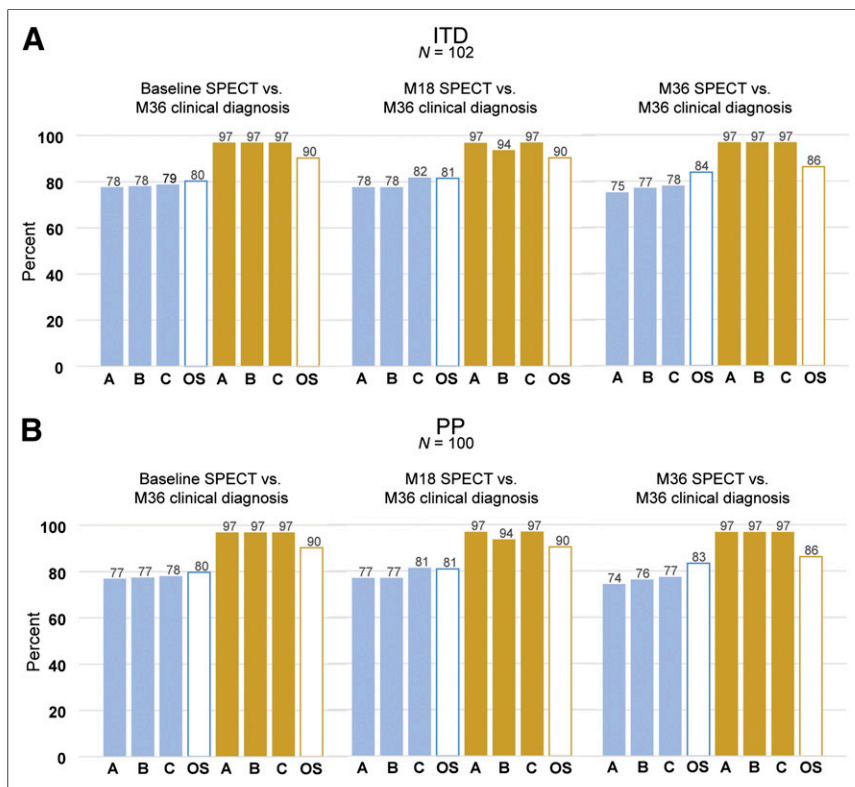 A
ITD
N = 102
Baseline SPECT vs.
M36 clinical diagnosis
M18 SPECT vs.
M36 clinical diagnosis
M36 SPECT vs.
M36 clinical diagnosis
Percent
100
80
60
40
20
0
78 78 79 80 97 97 97 90
78 78 82 81 97 94 97 90
75 77 78 84 97 97 97 86
A B C OS A B C OS
A B C OS A B C OS
A B C OS A B C OS
B
PP
N = 100
Baseline SPECT vs.
M36 clinical diagnosis
M18 SPECT vs.
M36 clinical diagnosis
M36 SPECT vs.
M36 clinical diagnosis
Percent
100
80
60
40
20
0
77 77 78 80 97 97 97 90
77 77 81 81 97 94 97 90
74 76 77 83 97 97 97 86
A B C OS A B C OS
A B C OS A B C OS
A B C OS A B C OS